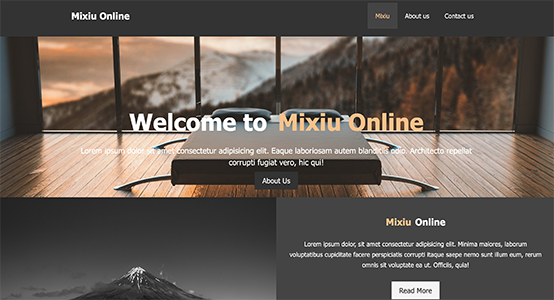 Mixiu Online
Mixiu About us Contact us
Welcome to Mixiu Online
Lorem ipsum dolor sit amet consectetur adipisicing elit. Eaque laboriosam autem blanditiis odio. Architecto repellat
corrupti fugiat vero, hic qui!
About Us
Mixiu Online
Lorem ipsum dolor, sit amet consectetur adipisicing elit. Minima maiores, laborum
voluptatibus cupiditate facere perspiciatis corrupti itaque saepe nemo sunt illum eum, rerum
omnis sit voluptate ea ut. Officiis, quia!
Read More